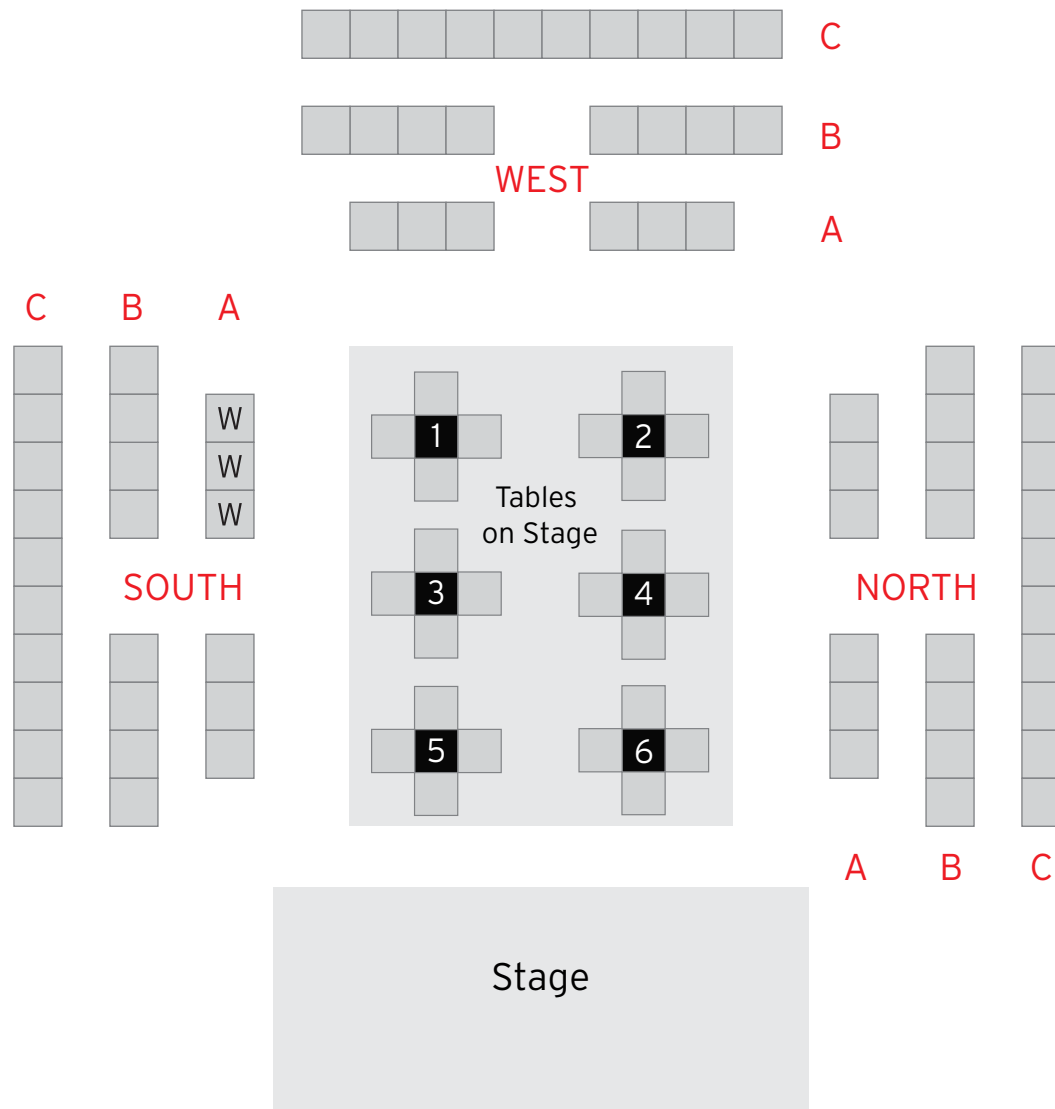 C
B
WEST
A
C B A
W
W
W
1 2
Tables
on Stage
3 4
SOUTH
NORTH
5 6
A B C
Stage